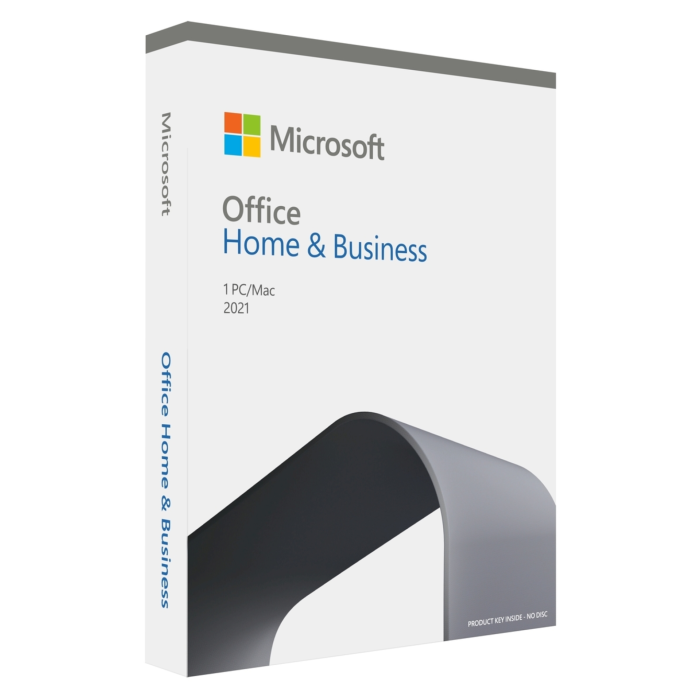 Microsoft
Office Home & Business
Microsoft
Office
Home & Business
1 PC/Mac
2021
PRODUCT KEY INSIDE - NO DISC